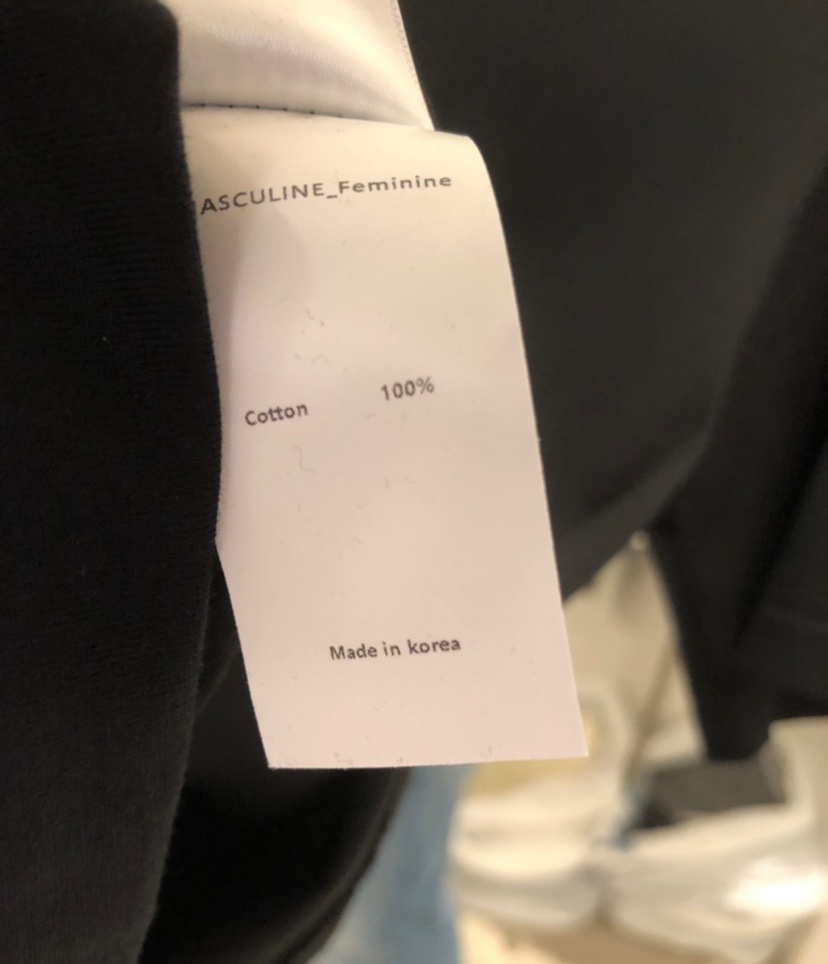 ASCULINE_Feminine
Cotton 100%
Made in korea